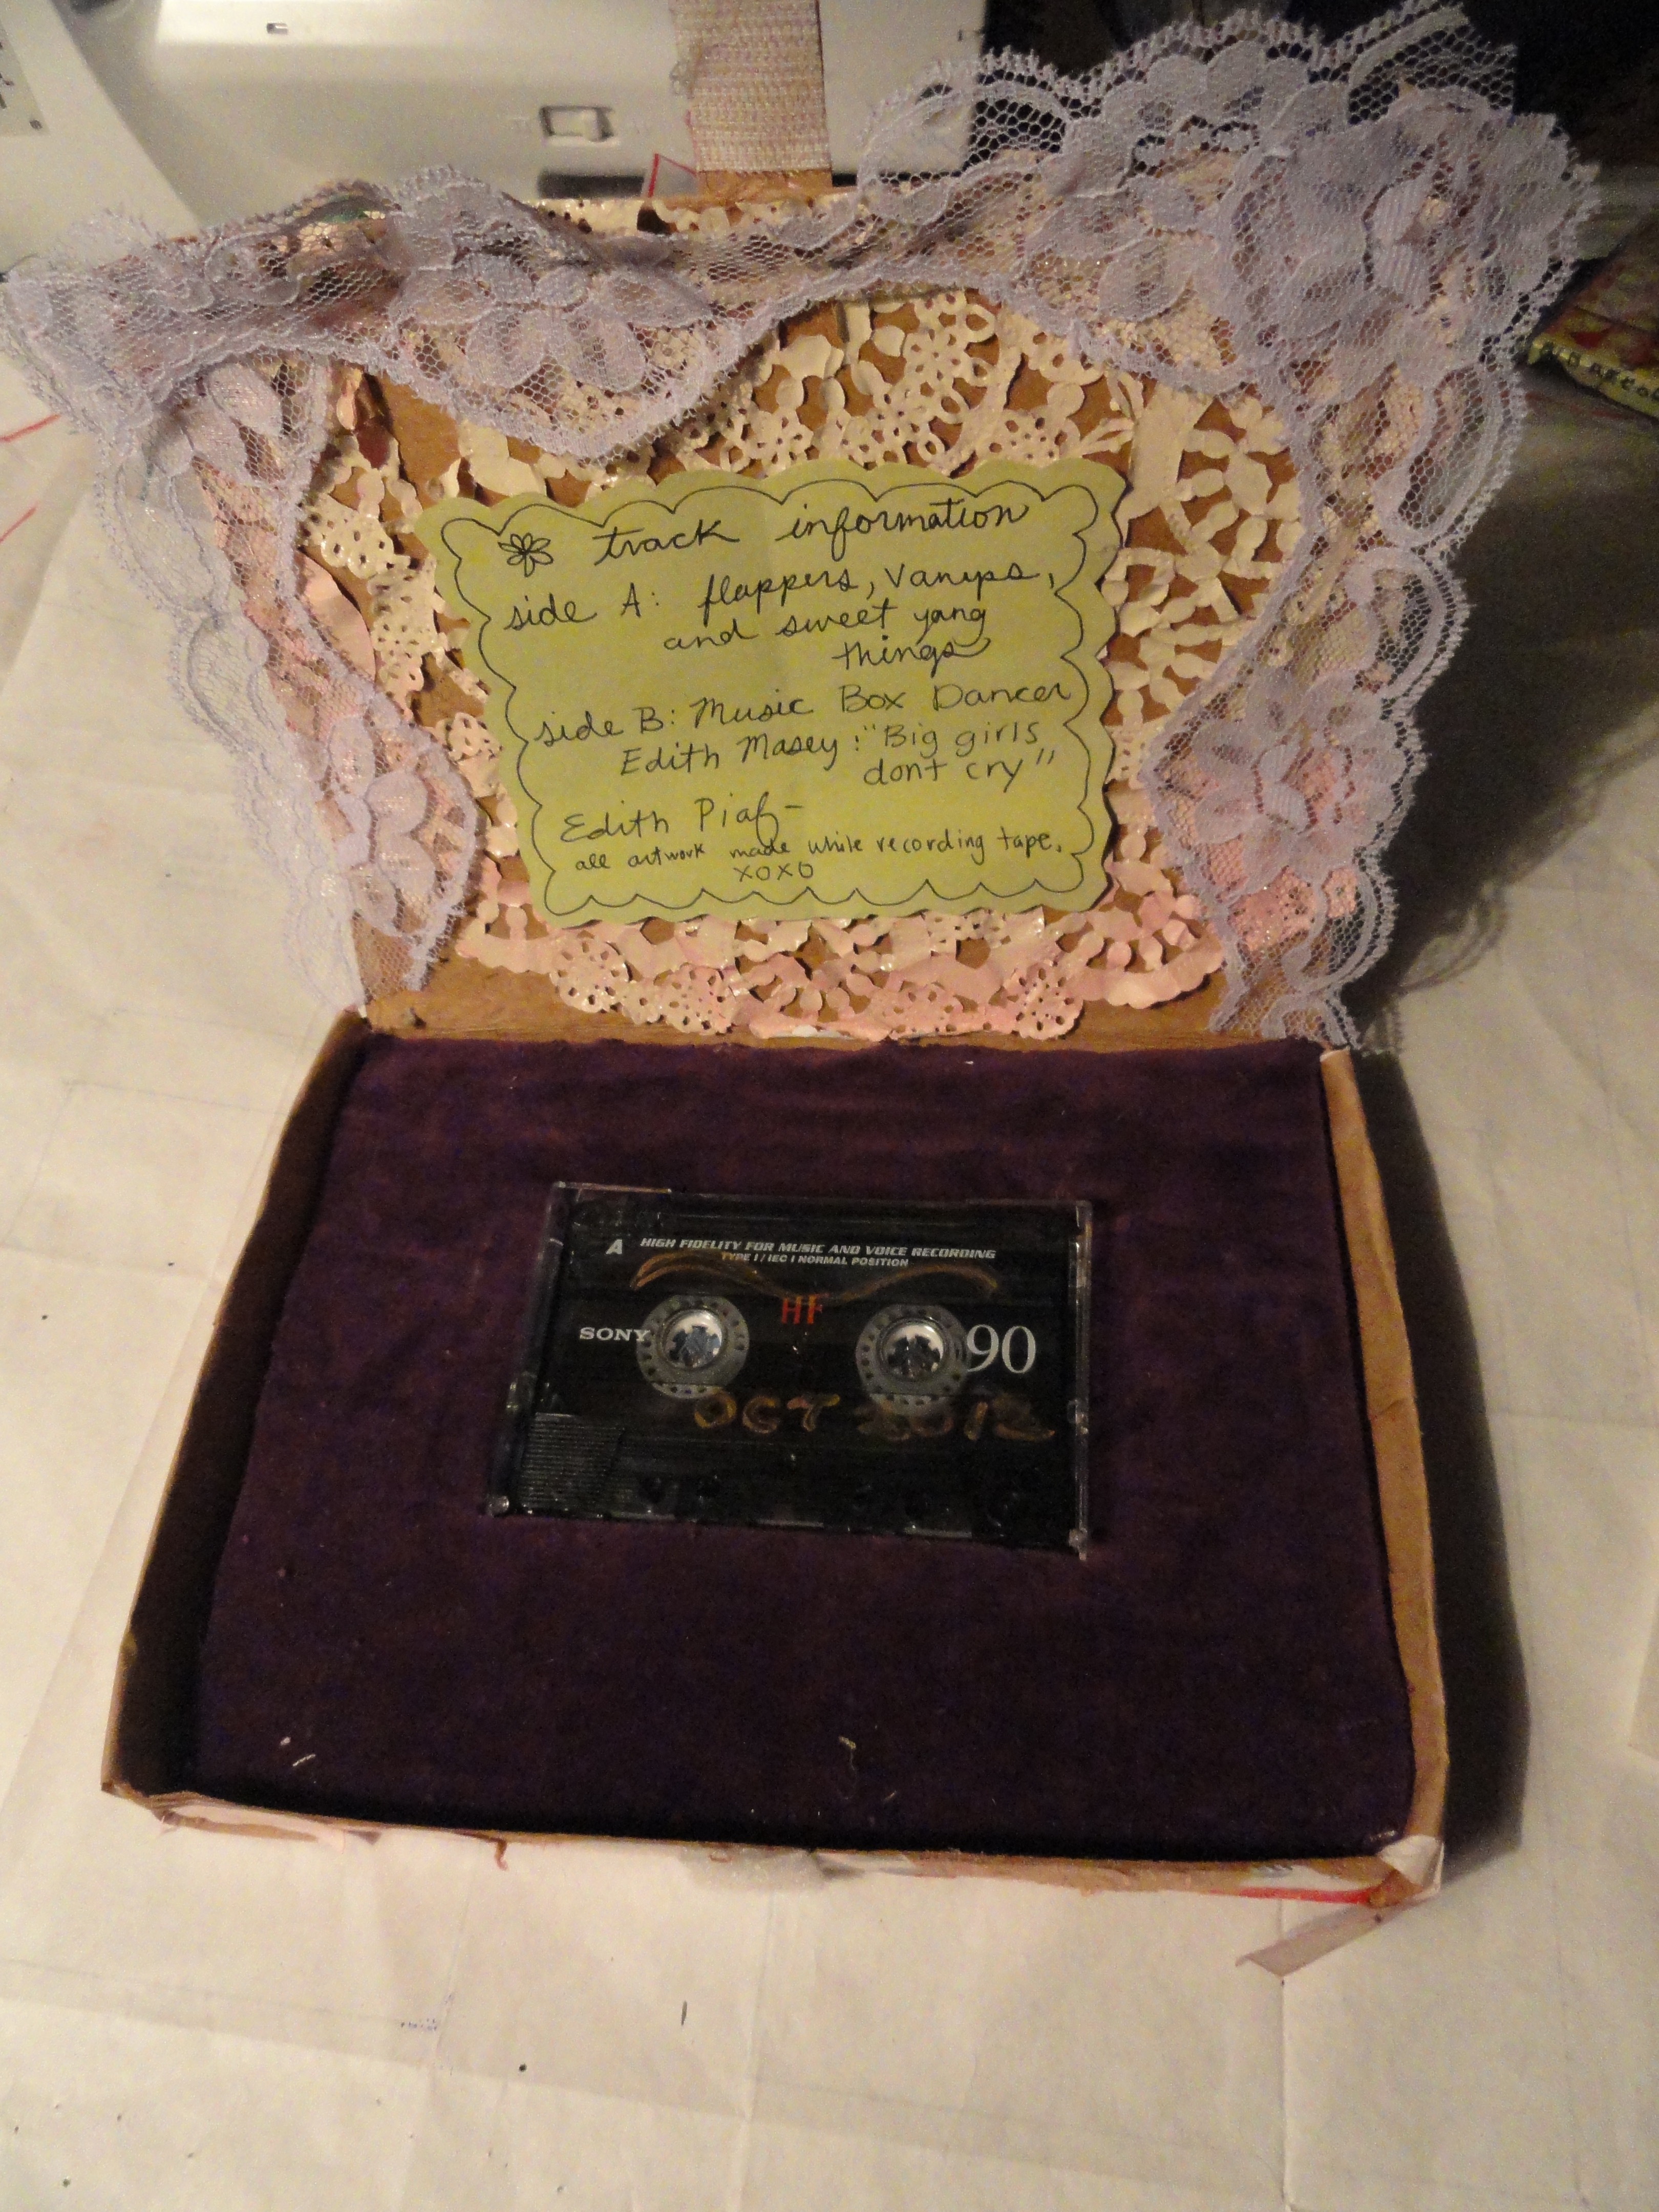 track information
side A: flappers, vamps,
and sweet yang
things
side B: Music Box Dancer
Edith Masey: "Big girls
dont cry"
Edith Piaf-
all artwork made while recording tape.
xoxo
A HIGH FIDELITY FOR MUSIC AND VOICE RECORDING
TYPE I / IEC I NORMAL POSITION
HF
SONY 90
OCT 2012